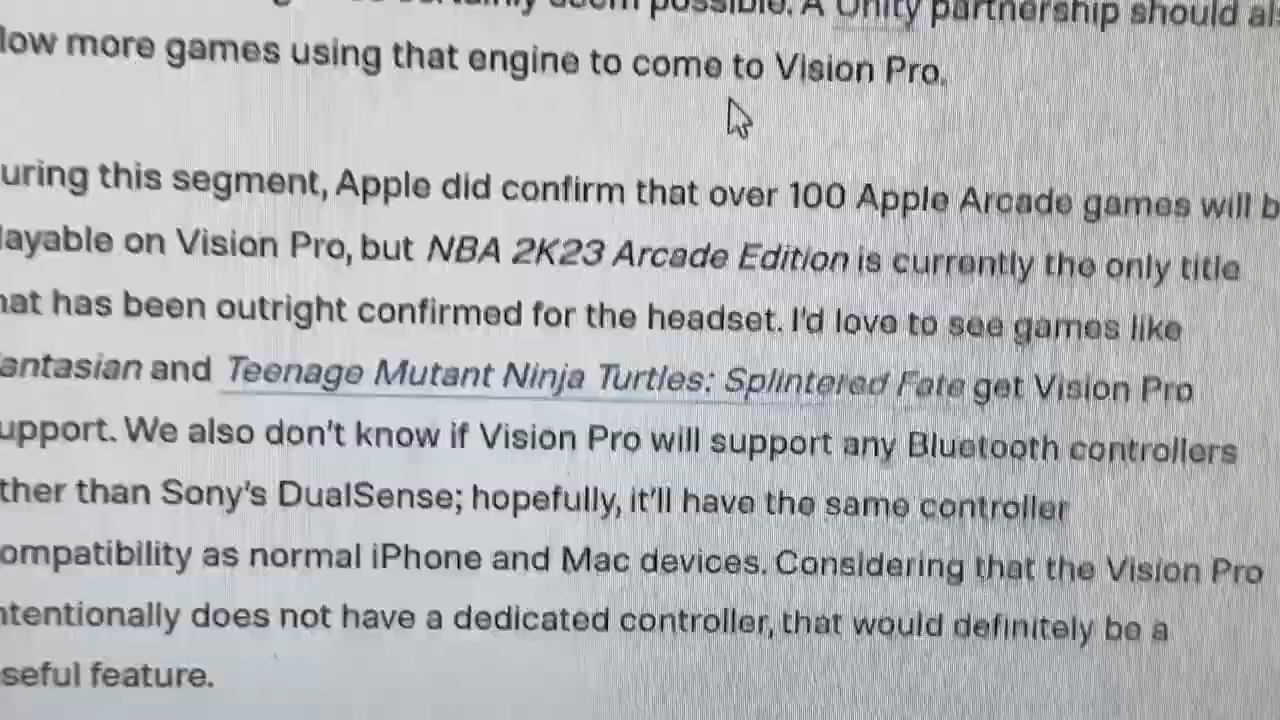 possible. A Unity partnership should al
low more games using that engine to come to Vision Pro.
uring this segment, Apple did confirm that over 100 Apple Arcade games will b
layable on Vision Pro, but NBA 2K23 Arcade Edition is currently the only title
hat has been outright confirmed for the headset. I'd love to see games like
antasian and Teenage Mutant Ninja Turtles: Splintered Fate get Vision Pro
upport. We also don't know if Vision Pro will support any Bluetooth controllers
ther than Sony's DualSense; hopefully, it'll have the same controller
ompatibility as normal iPhone and Mac devices. Considering that the Vision Pro
ntentionally does not have a dedicated controller, that would definitely be a
seful feature.